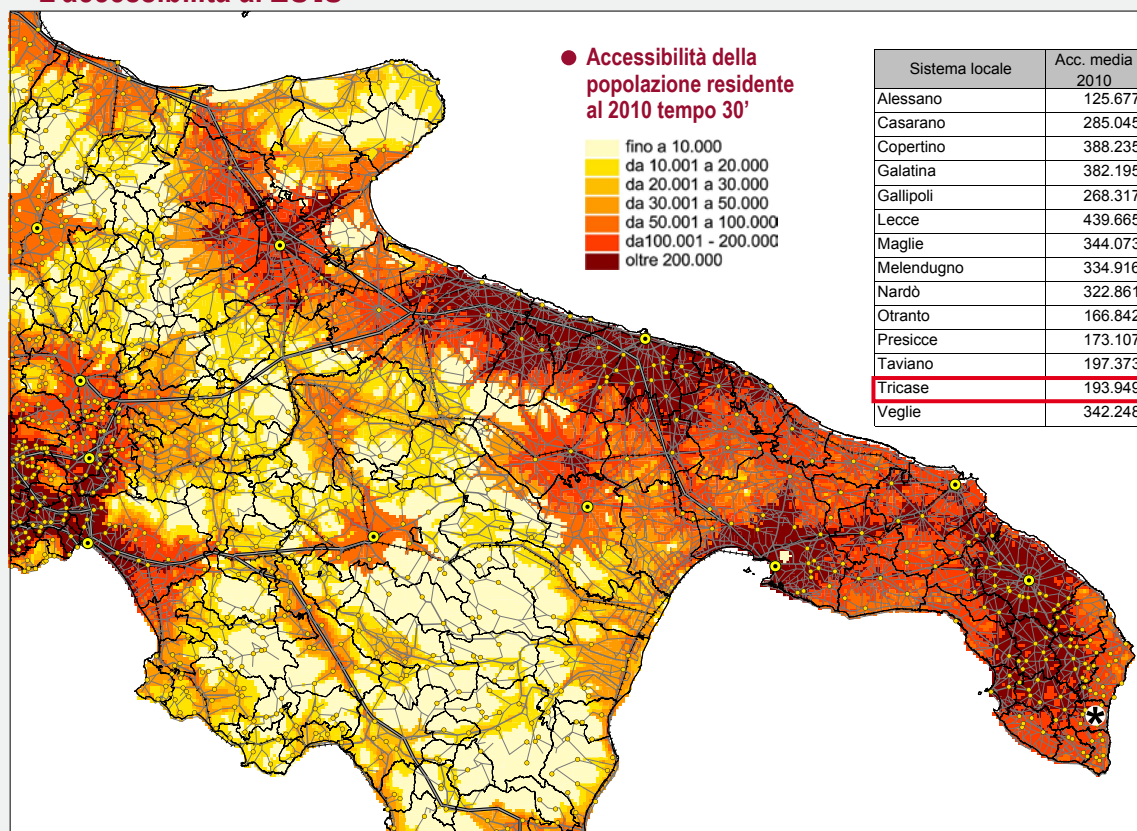 ● Accessibilità della
popolazione residente
al 2010 tempo 30’
fino a 10.000
da 10.001 a 20.000
da 20.001 a 30.000
da 30.001 a 50.000
da 50.001 a 100.000
da100.001 - 200.000
oltre 200.000
Sistema locale Acc. media
2010
Alessano 125.677
Casarano 285.045
Copertino 388.235
Galatina 382.195
Gallipoli 268.317
Lecce 439.665
Maglie 344.073
Melendugno 334.916
Nardò 322.861
Otranto 166.842
Presicce 173.107
Taviano 197.373
Tricase 193.949
Veglie 342.248
*